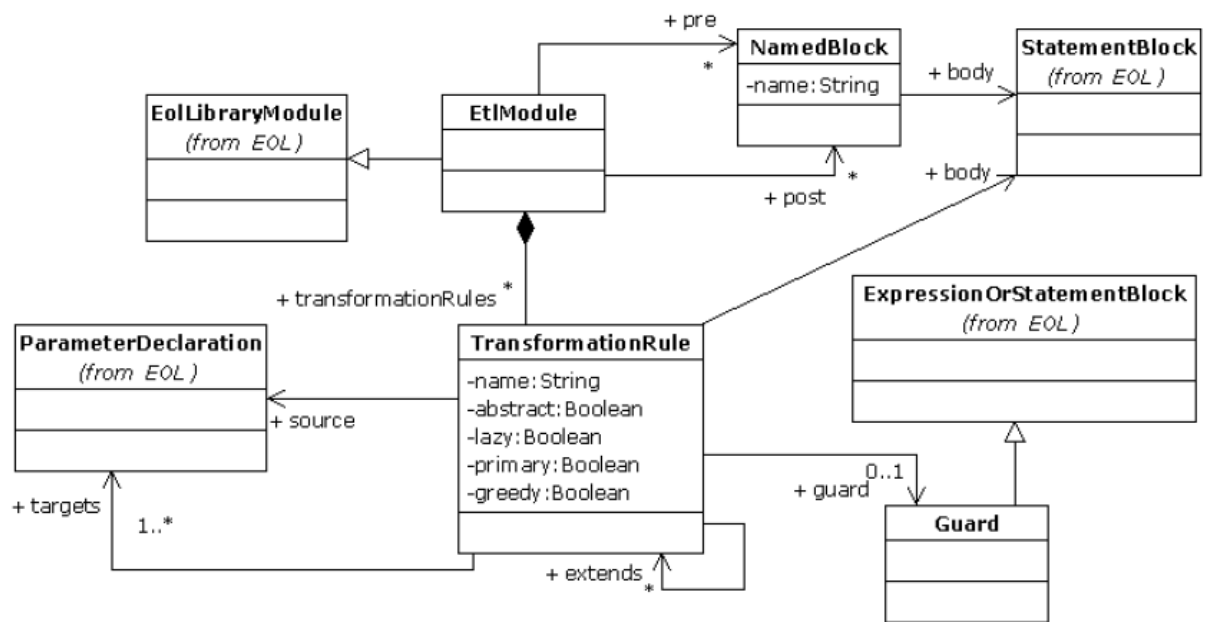 + pre
*
NamedBlock
-name:String
StatementBlock
(from EOL)
+ body
EolLibraryModule
(from EOL)
EtlModule
+ post
*
+ body
+ transformationRules
*
ExpressionOrStatementBlock
(from EOL)
ParameterDeclaration
(from EOL)
+ source
TransformationRule
-name:String
-abstract:Boolean
-lazy:Boolean
-primary:Boolean
-greedy:Boolean
+ targets
1..*
0..1
+ guard
Guard
+ extends
*